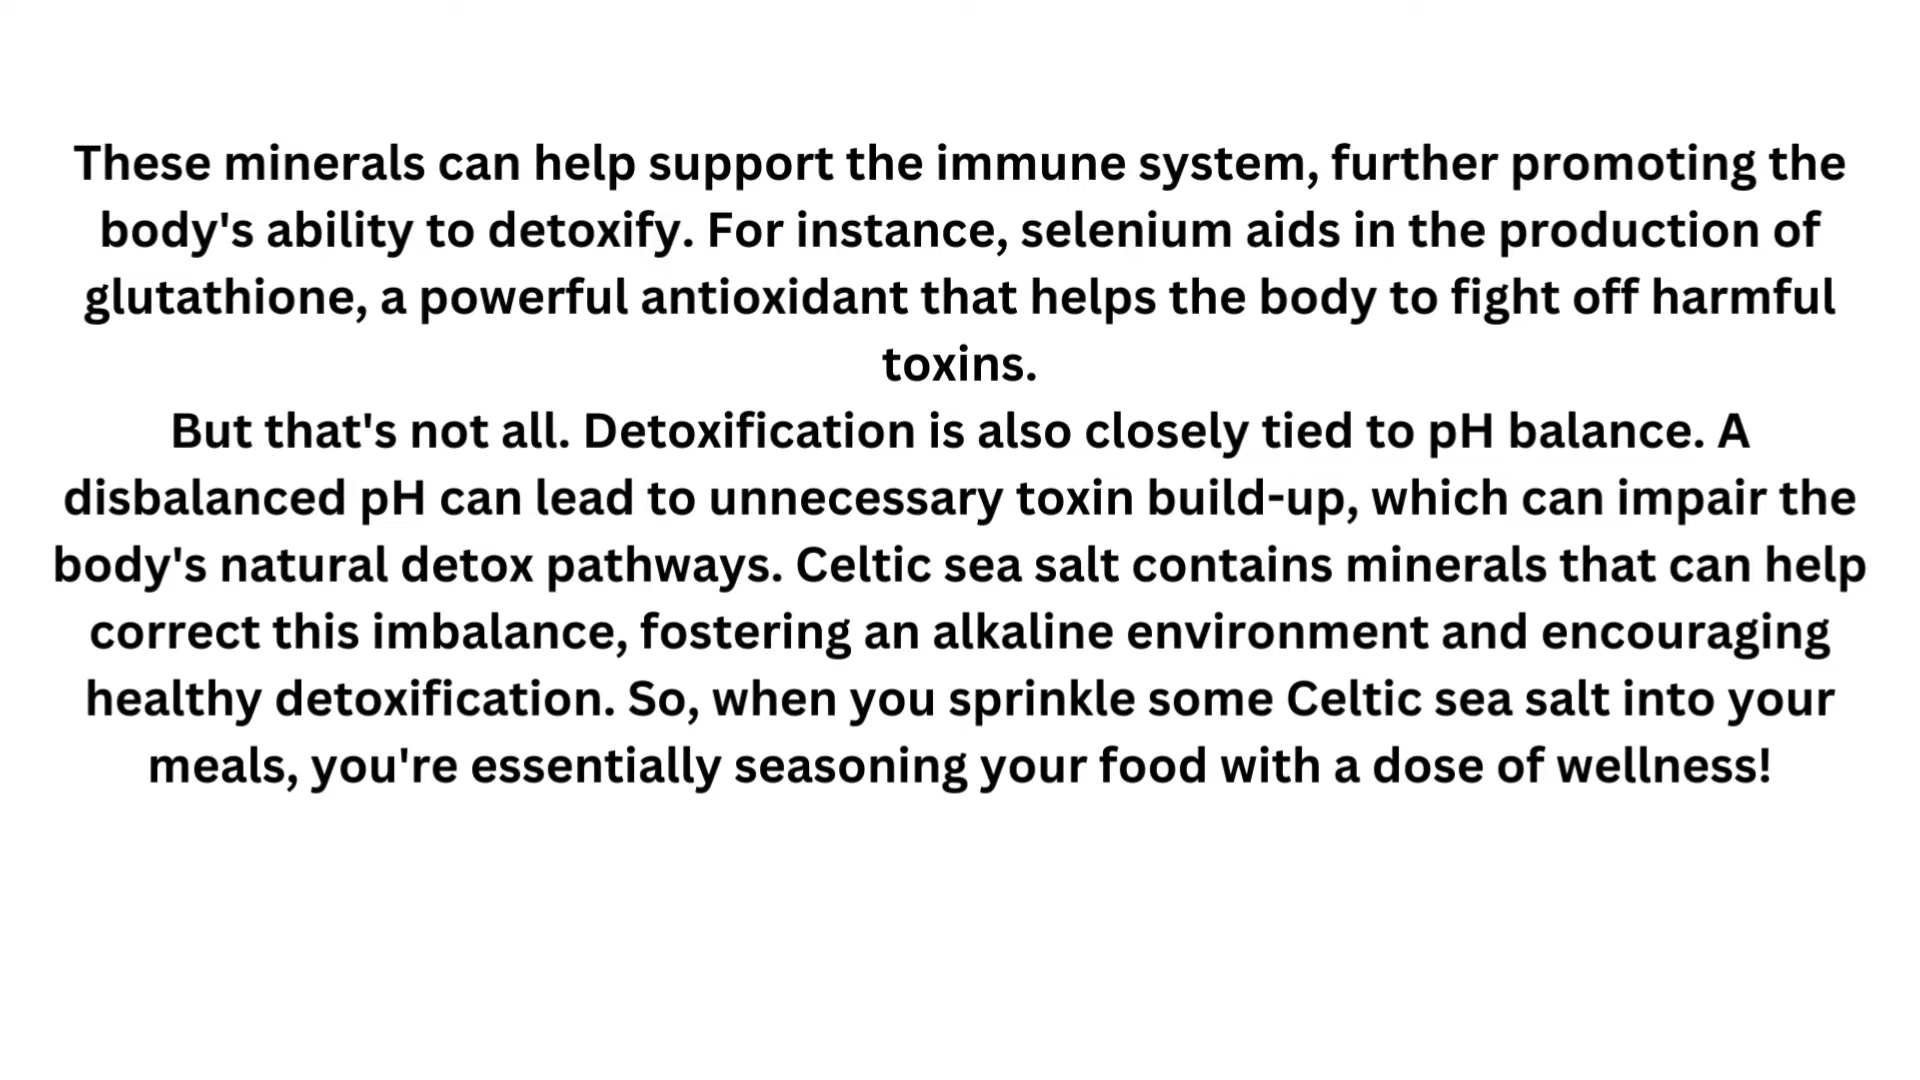 These minerals can help support the immune system, further promoting the
body's ability to detoxify. For instance, selenium aids in the production of
glutathione, a powerful antioxidant that helps the body to fight off harmful
toxins.
But that's not all. Detoxification is also closely tied to pH balance. A
disbalanced pH can lead to unnecessary toxin build-up, which can impair the
body's natural detox pathways. Celtic sea salt contains minerals that can help
correct this imbalance, fostering an alkaline environment and encouraging
healthy detoxification. So, when you sprinkle some Celtic sea salt into your
meals, you're essentially seasoning your food with a dose of wellness!